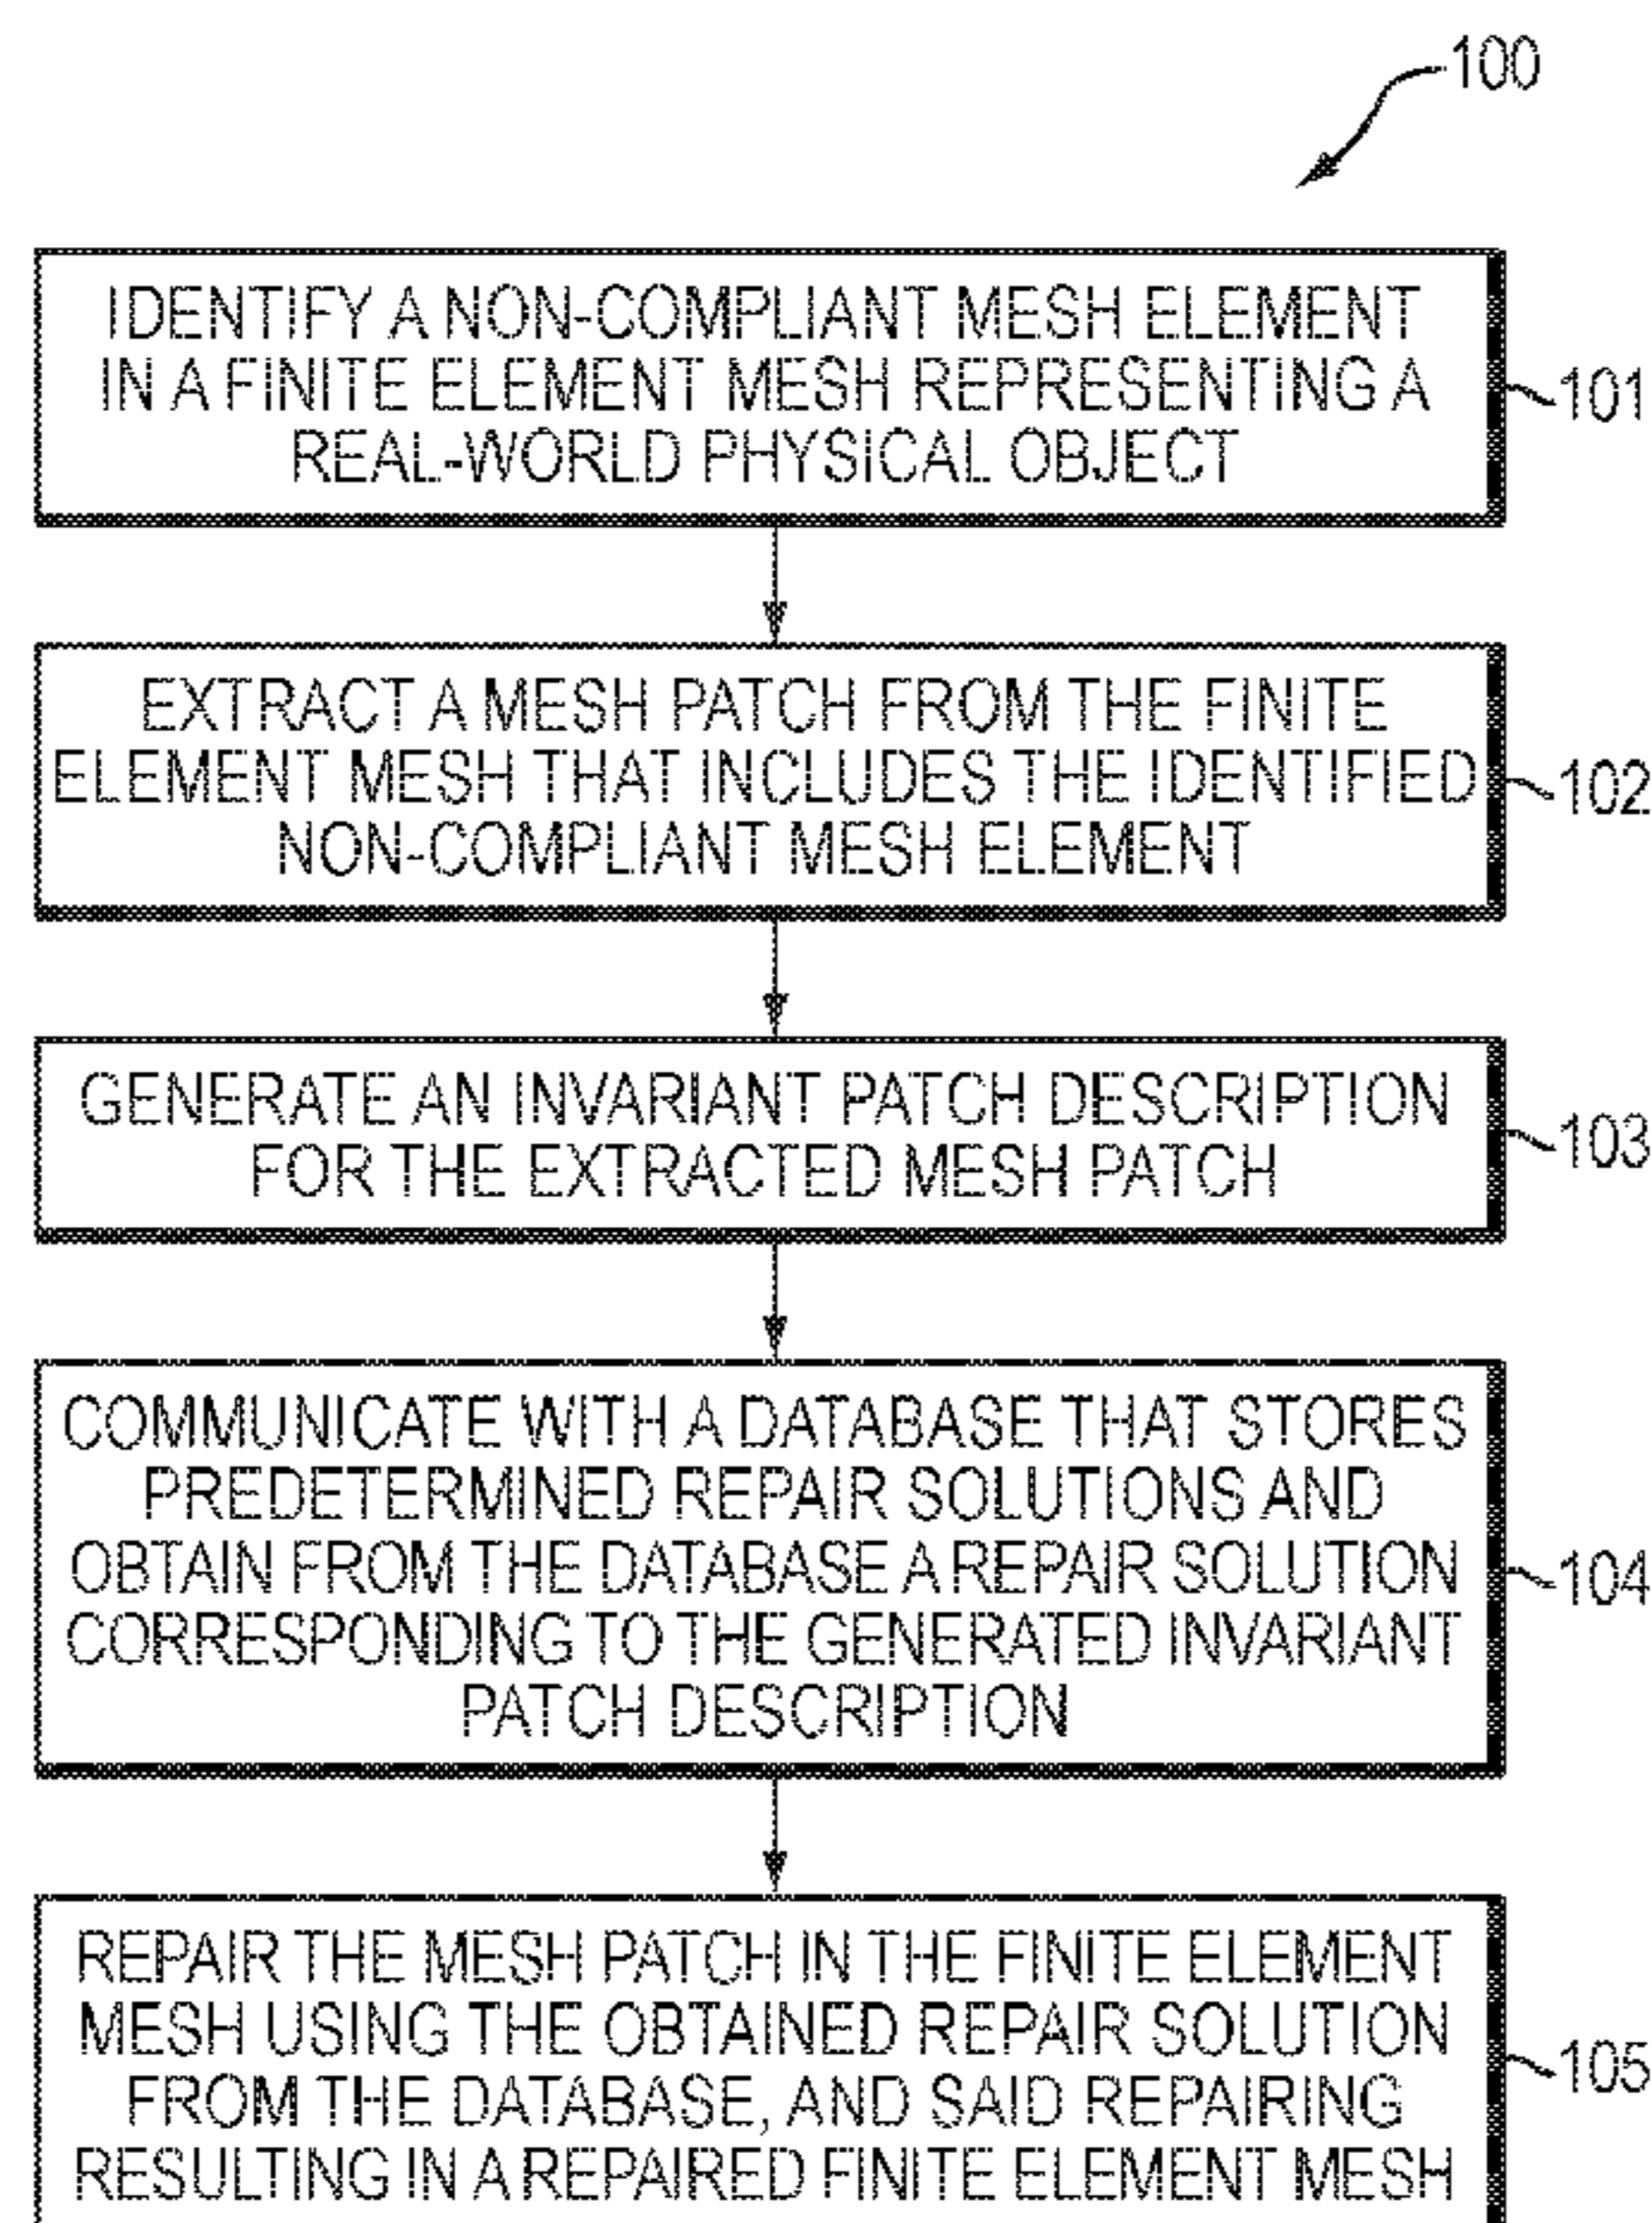 100
IDENTIFY A NON-COMPLIANT MESH ELEMENT
IN A FINITE ELEMENT MESH REPRESENTING A
REAL-WORLD PHYSICAL OBJECT
101
EXTRACT A MESH PATCH FROM THE FINITE
ELEMENT MESH THAT INCLUDES THE IDENTIFIED
NON-COMPLIANT MESH ELEMENT
102
GENERATE AN INVARIANT PATCH DESCRIPTION
FOR THE EXTRACTED MESH PATCH
103
COMMUNICATE WITH A DATABASE THAT STORES
PREDETERMINED REPAIR SOLUTIONS AND
OBTAIN FROM THE DATABASE A REPAIR SOLUTION
CORRESPONDING TO THE GENERATED INVARIANT
PATCH DESCRIPTION
104
REPAIR THE MESH PATCH IN THE FINITE ELEMENT
MESH USING THE OBTAINED REPAIR SOLUTION
FROM THE DATABASE, AND SAID REPAIRING
RESULTING IN A REPAIRED FINITE ELEMENT MESH
105